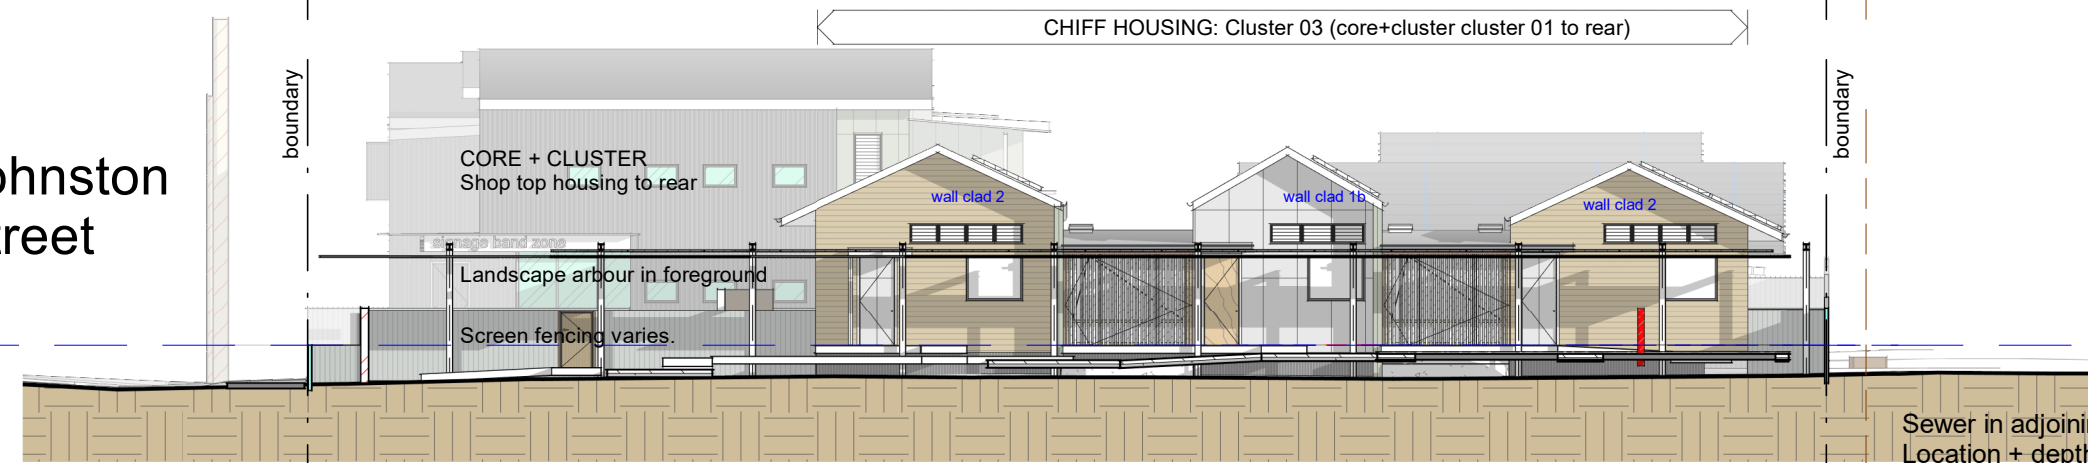 CHIFF HOUSING: Cluster 03 (core+cluster cluster 01 to rear)
boundary
boundary
ohnston
treet
CORE + CLUSTER
Shop top housing to rear
wall clad 2
wall clad 1b
wall clad 2
signage band zone
Landscape arbour in foreground
Screen fencing varies.
Sewer in adjoini
Location + depth